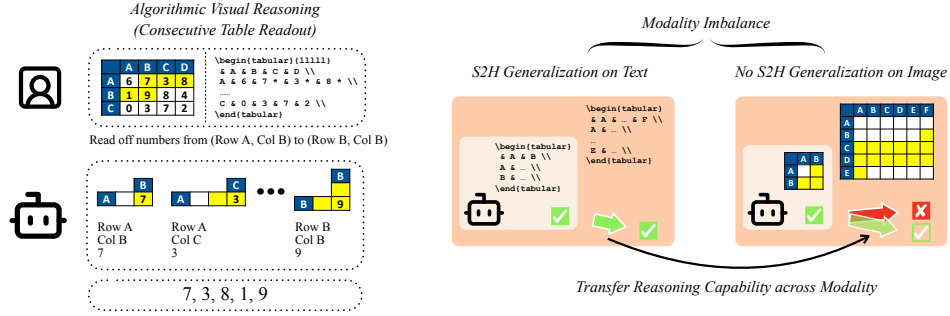 Algorithmic Visual Reasoning
(Consecutive Table Readout)
A B C D
A 6 7 3 8
B 1 9 8 4
C 0 3 7 2
\begin{tabular}{lllll}
& A & B & C & D \\
A & 6 & 7 * & 3 * & 8 * \\
.....
C & 0 & 3 & 7 & 2 \\
\end{tabular}
Read off numbers from (Row A, Col B) to (Row B, Col B)
B
A 7
Row A
Col B
7
C
A 3
Row A
Col C
3
B
B 9
Row B
Col B
9
7, 3, 8, 1, 9
Modality Imbalance
S2H Generalization on Text
\begin{tabular}
& A & B \\
A & … \\
B & … \\
\end{tabular}
\begin{tabular}
& A & … & F \\
A & … \\
…
E & … \\
\end{tabular}
No S2H Generalization on Image
A B
A
B
A B C D E F
A
B
C
D
E
Transfer Reasoning Capability across Modality